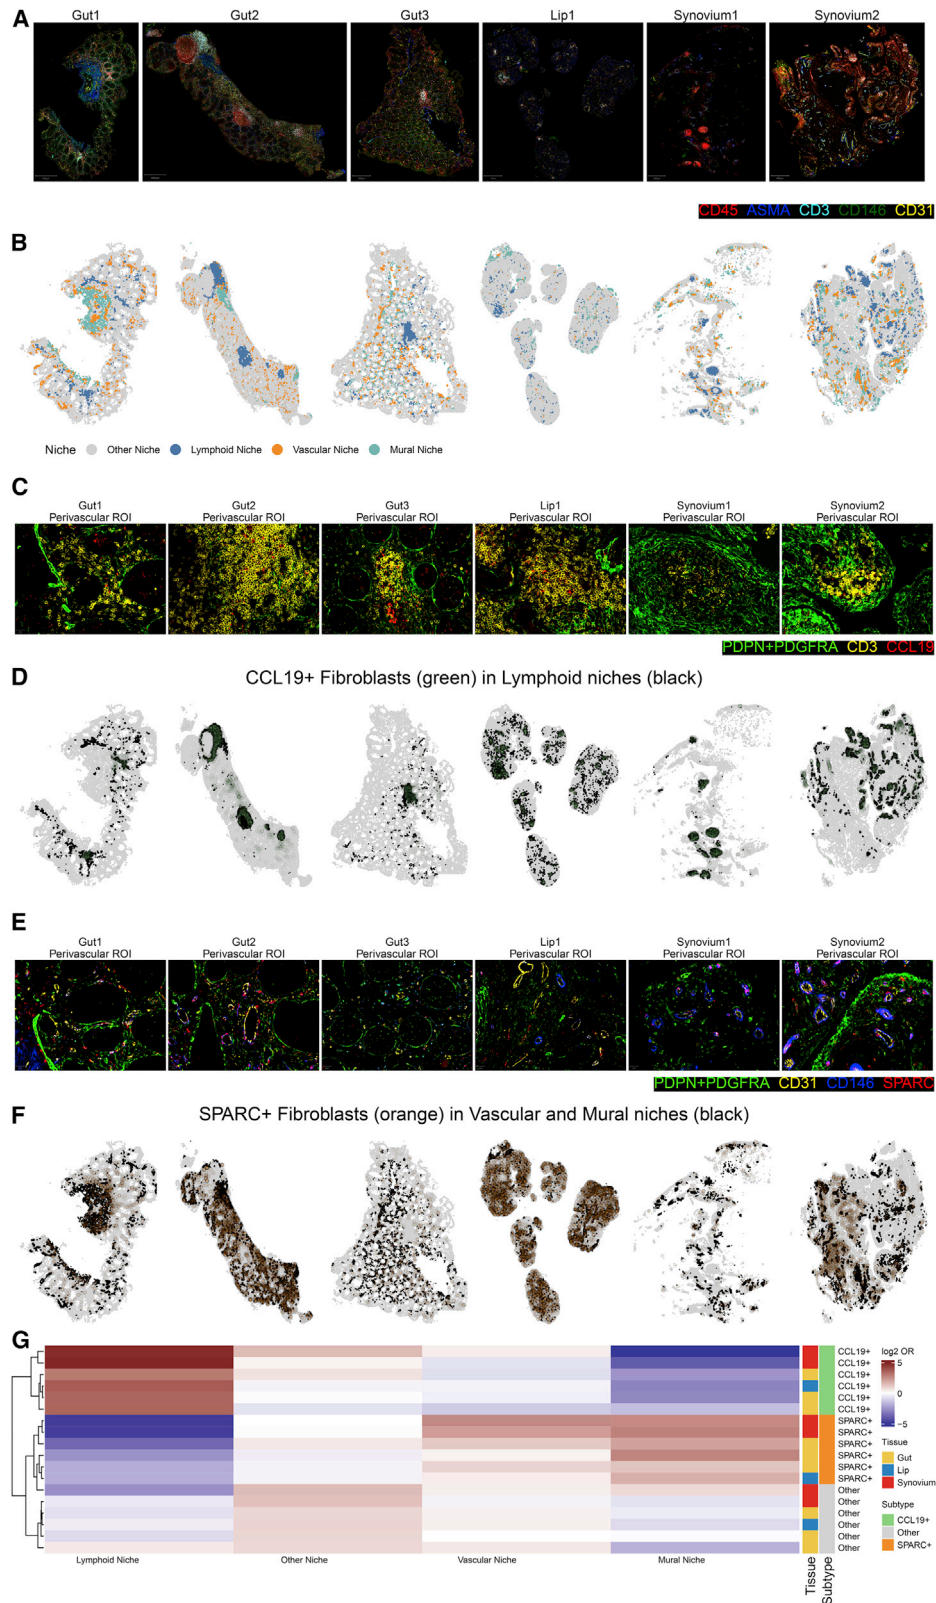 A
Gut1 Gut2 Gut3 Lip1 Synovium1 Synovium2
CD45 ASMA CD3 CD146 CD31
B
Niche Other Niche Lymphoid Niche Vascular Niche Mural Niche
C
Gut1 Gut2 Gut3 Lip1 Synovium1 Synovium2
Perivascular ROI Perivascular ROI Perivascular ROI Perivascular ROI Perivascular ROI Perivascular ROI
PDPN+PDGFRA CD3 CCL19
D
CCL19+ Fibroblasts (green) in Lymphoid niches (black)
E
Gut1 Gut2 Gut3 Lip1 Synovium1 Synovium2
Perivascular ROI Perivascular ROI Perivascular ROI Perivascular ROI Perivascular ROI Perivascular ROI
PDPN+PDGFRA CD31 CD146 SPARC
F
SPARC+ Fibroblasts (orange) in Vascular and Mural niches (black)
G
CCL19+
CCL19+
CCL19+
CCL19+
CCL19+
CCL19+
SPARC+
SPARC+
SPARC+
SPARC+
SPARC+
SPARC+
Other
Other
Other
Other
Other
Other
Lymphoid Niche Other Niche Vascular Niche Mural Niche
Tissue
Subtype
log2 OR
5
0
−5
Tissue
Gut
Lip
Synovium
Subtype
CCL19+
Other
SPARC+